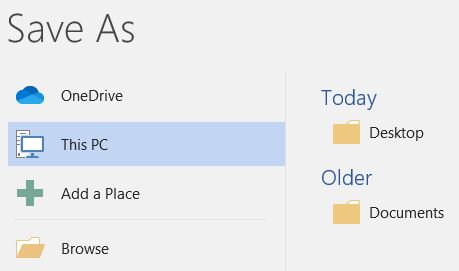 Save As
OneDrive
This PC
Add a Place
Browse
Today
Desktop
Older
Documents